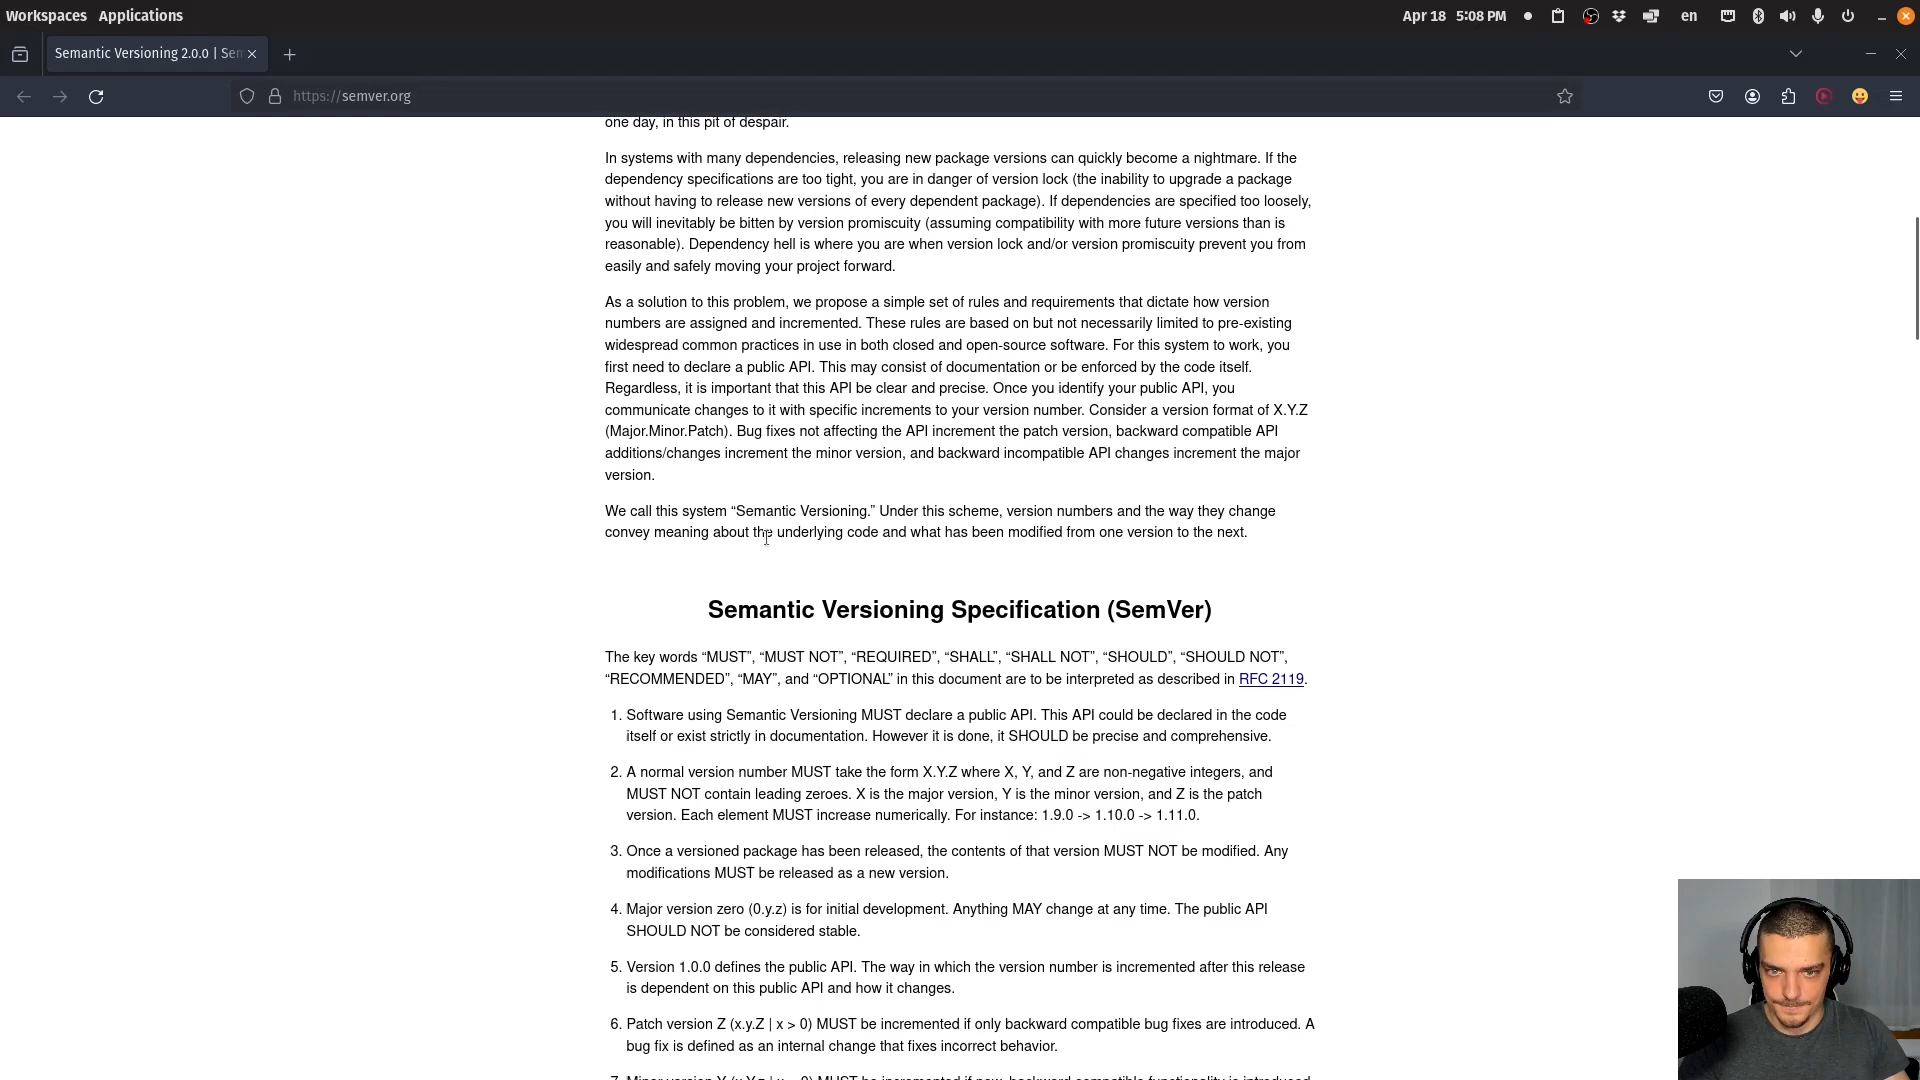 Workspaces Applications
Apr 18 5:08 PM
en
Semantic Versioning 2.0.0 | Sem
https://semver.org
one day, in this pit of despair.
In systems with many dependencies, releasing new package versions can quickly become a nightmare. If the
dependency specifications are too tight, you are in danger of version lock (the inability to upgrade a package
without having to release new versions of every dependent package). If dependencies are specified too loosely,
you will inevitably be bitten by version promiscuity (assuming compatibility with more future versions than is
reasonable). Dependency hell is where you are when version lock and/or version promiscuity prevent you from
easily and safely moving your project forward.
As a solution to this problem, we propose a simple set of rules and requirements that dictate how version
numbers are assigned and incremented. These rules are based on but not necessarily limited to pre-existing
widespread common practices in use in both closed and open-source software. For this system to work, you
first need to declare a public API. This may consist of documentation or be enforced by the code itself.
Regardless, it is important that this API be clear and precise. Once you identify your public API, you
communicate changes to it with specific increments to your version number. Consider a version format of X.Y.Z
(Major.Minor.Patch). Bug fixes not affecting the API increment the patch version, backward compatible API
additions/changes increment the minor version, and backward incompatible API changes increment the major
version.
We call this system “Semantic Versioning.” Under this scheme, version numbers and the way they change
convey meaning about the underlying code and what has been modified from one version to the next.
Semantic Versioning Specification (SemVer)
The key words “MUST”, “MUST NOT”, “REQUIRED”, “SHALL”, “SHALL NOT”, “SHOULD”, “SHOULD NOT”,
“RECOMMENDED”, “MAY”, and “OPTIONAL” in this document are to be interpreted as described in RFC 2119.
1. Software using Semantic Versioning MUST declare a public API. This API could be declared in the code
itself or exist strictly in documentation. However it is done, it SHOULD be precise and comprehensive.
2. A normal version number MUST take the form X.Y.Z where X, Y, and Z are non-negative integers, and
MUST NOT contain leading zeroes. X is the major version, Y is the minor version, and Z is the patch
version. Each element MUST increase numerically. For instance: 1.9.0 -> 1.10.0 -> 1.11.0.
3. Once a versioned package has been released, the contents of that version MUST NOT be modified. Any
modifications MUST be released as a new version.
4. Major version zero (0.y.z) is for initial development. Anything MAY change at any time. The public API
SHOULD NOT be considered stable.
5. Version 1.0.0 defines the public API. The way in which the version number is incremented after this release
is dependent on this public API and how it changes.
6. Patch version Z (x.y.Z | x > 0) MUST be incremented if only backward compatible bug fixes are introduced. A
bug fix is defined as an internal change that fixes incorrect behavior.
7. Minor version Y (x.Y.z | x > 0) MUST be incremented if new, backward compatible functionality is introduced